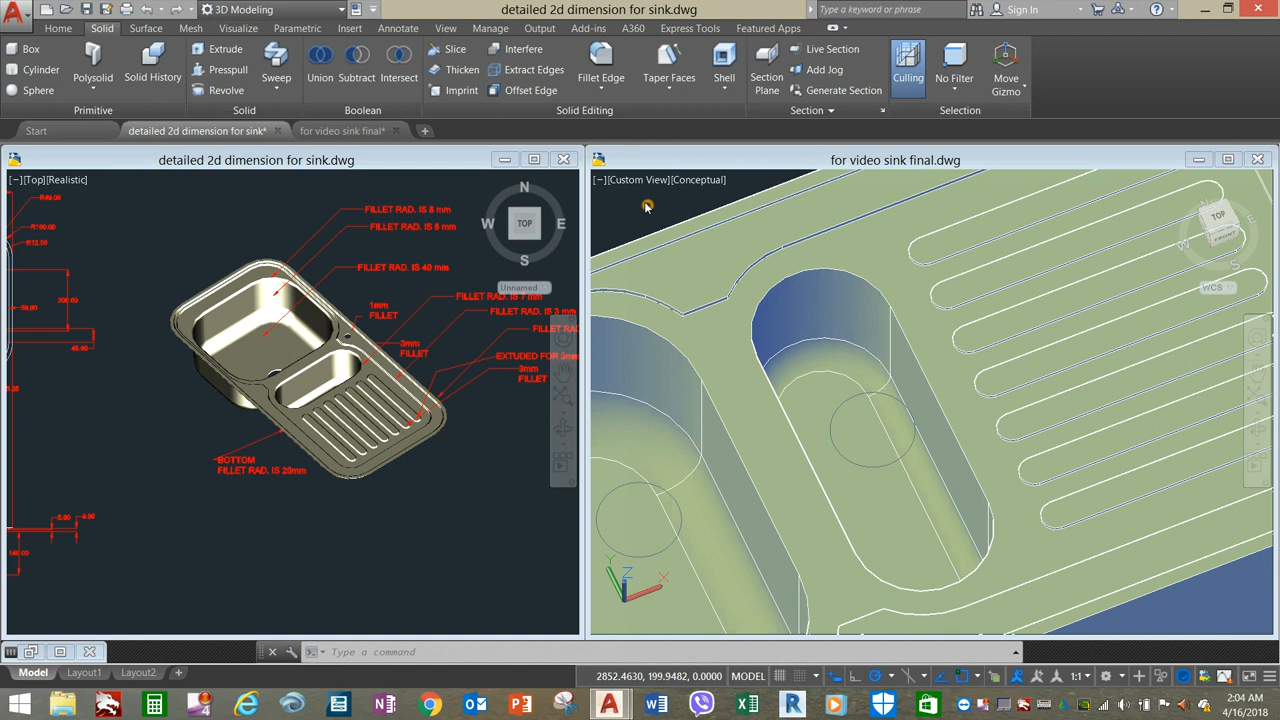 3D Modeling
detailed 2d dimension for sink.dwg
Type a keyword or phrase
Sign In
Home Solid Surface Mesh Visualize Parametric Insert Annotate View Manage Output Add-ins A360 Express Tools Featured Apps
Box
Cylinder
Sphere
Polysolid
Solid History
Primitive
Extrude
Presspull
Revolve
Sweep
Solid
Union
Subtract
Intersect
Boolean
Slice
Thicken
Imprint
Interfere
Extract Edges
Offset Edge
Fillet Edge
Taper Faces
Shell
Solid Editing
Section
Plane
Live Section
Add Jog
Generate Section
Section
Culling
No Filter
Move
Gizmo
Selection
Start
detailed 2d dimension for sink*
for video sink final*
detailed 2d dimension for sink.dwg
[−][Top][Realistic]
N
W
TOP
E
S
Unnamed
FILLET RAD. IS 8 mm
FILLET RAD. IS 8 mm
FILLET RAD. IS 40 mm
FILLET RAD. IS 7 mm
1mm
FILLET
FILLET RAD. IS 3 mm
FILLET RAD
3mm
FILLET
3mm
FILLET
BOTTOM
FILLET RAD. IS 20mm
for video sink final.dwg
[−][Custom View][Conceptual]
TOP
FRONT
W
S
E
WCS
Y
Z
X
Type a command
Model
Layout1
Layout2
2852.4630, 199.9482, 0.0000
MODEL
1:1
2:04 AM
4/16/2018